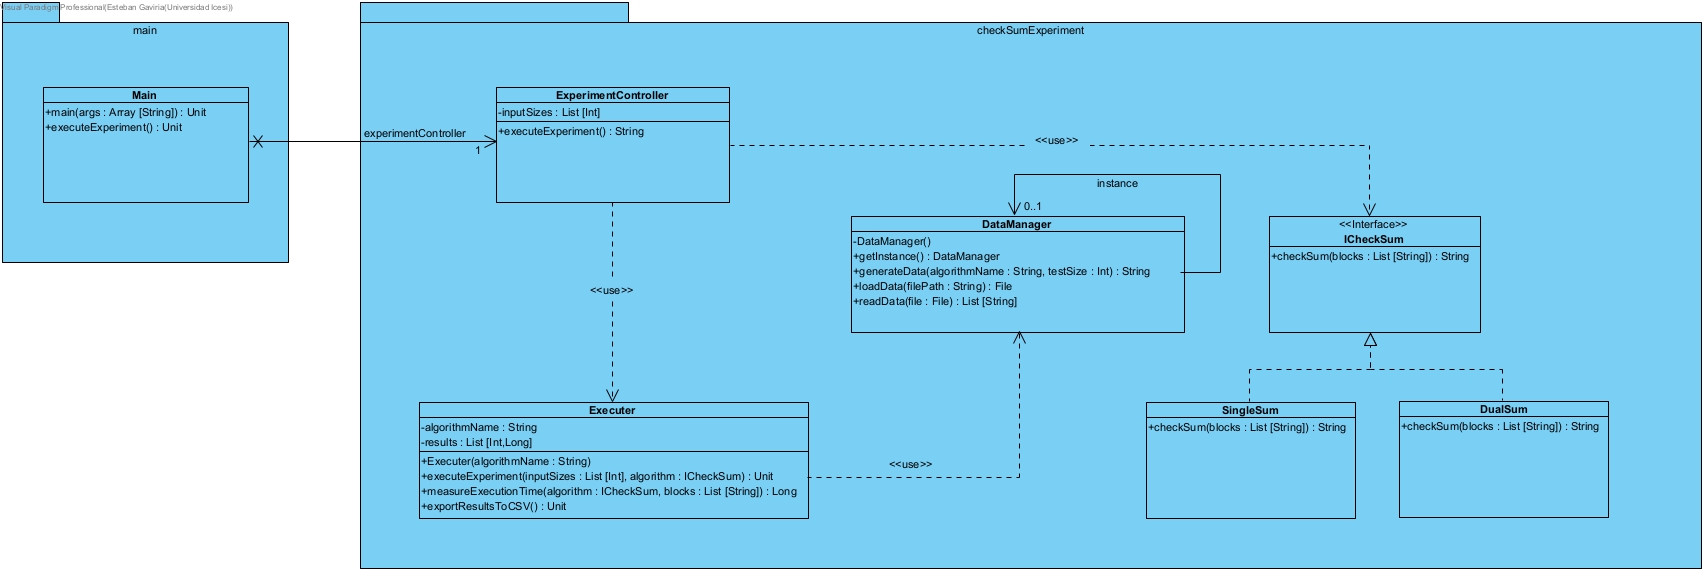 Visual Paradigm Professional(Esteban Gaviria(Universidad Icesi))
main
checkSumExperiment
Main
+main(args : Array [String]) : Unit
+executeExperiment() : Unit
experimentController
1
ExperimentController
-inputSizes : List [Int]
+executeExperiment() : String
<<use>>
instance
0..1
DataManager
-DataManager()
+getInstance() : DataManager
+generateData(algorithmName : String, testSize : Int) : String
+loadData(filePath : String) : File
+readData(file : File) : List [String]
<<Interface>>
ICheckSum
+checkSum(blocks : List [String]) : String
<<use>>
Executer
-algorithmName : String
-results : List [Int,Long]
+Executer(algorithmName : String)
+executeExperiment(inputSizes : List [Int], algorithm : ICheckSum) : Unit
+measureExecutionTime(algorithm : ICheckSum, blocks : List [String]) : Long
+exportResultsToCSV() : Unit
<<use>>
SingleSum
+checkSum(blocks : List [String]) : String
DualSum
+checkSum(blocks : List [String]) : String